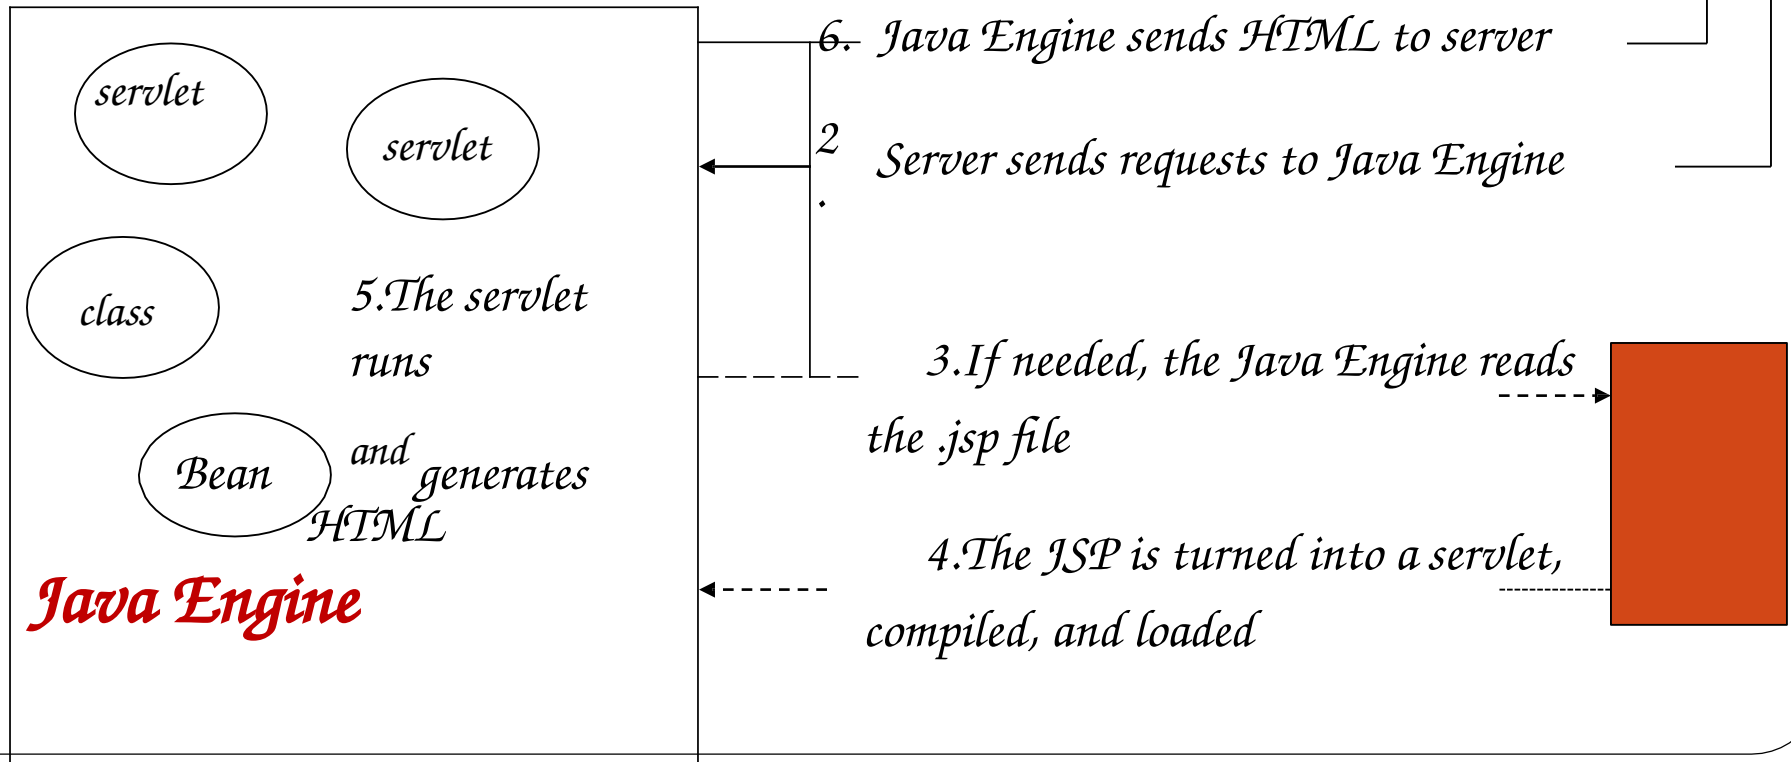 servlet
servlet
class
5.The servlet
runs
and generates
Bean
HTML
Java Engine
6. Java Engine sends HTML to server
2
. Server sends requests to Java Engine
3.If needed, the Java Engine reads
the .jsp file
4.The JSP is turned into a servlet,
compiled, and loaded